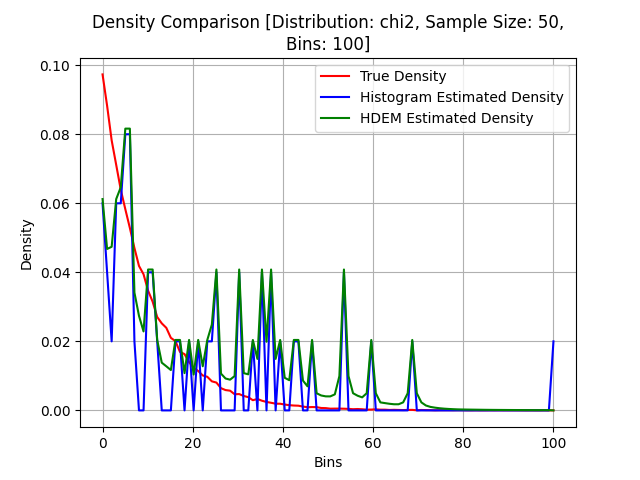 Density Comparison [Distribution: chi2, Sample Size: 50,
Bins: 100]
0.10
0.08
0.06
0.04
0.02
0.00
Density
True Density
Histogram Estimated Density
HDEM Estimated Density
0
20
40
60
80
100
Bins